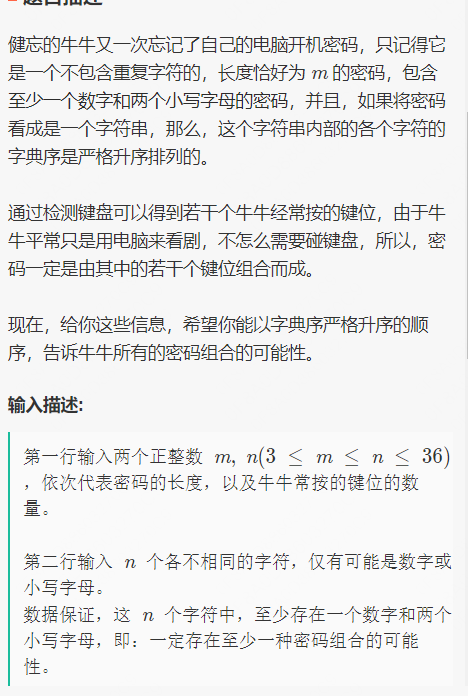 题目描述
健忘的牛牛又一次忘记了自己的电脑开机密码，只记得它
是一个不包含重复字符的，长度恰好为 m 的密码，包含
至少一个数字和两个小写字母的密码，并且，如果将密码
看成是一个字符串，那么，这个字符串内部的各个字符的
字典序是严格升序排列的。
通过检测键盘可以得到若干个牛牛经常按的键位，由于牛
牛平常只是用电脑来看剧，不怎么需要碰键盘，所以，密
码一定是由其中的若干个键位组合而成。
现在，给你这些信息，希望你能以字典序严格升序的顺
序，告诉牛牛所有的密码组合的可能性。
输入描述:
第一行输入两个正整数 m, n(3 ≤ m ≤ n ≤ 36)
，依次代表密码的长度，以及牛牛常按的键位的数
量。
第二行输入 n 个各不相同的字符，仅有可能是数字或
小写字母。
数据保证，这 n 个字符中，至少存在一个数字和两个
小写字母，即：一定存在至少一种密码组合的可能
性。